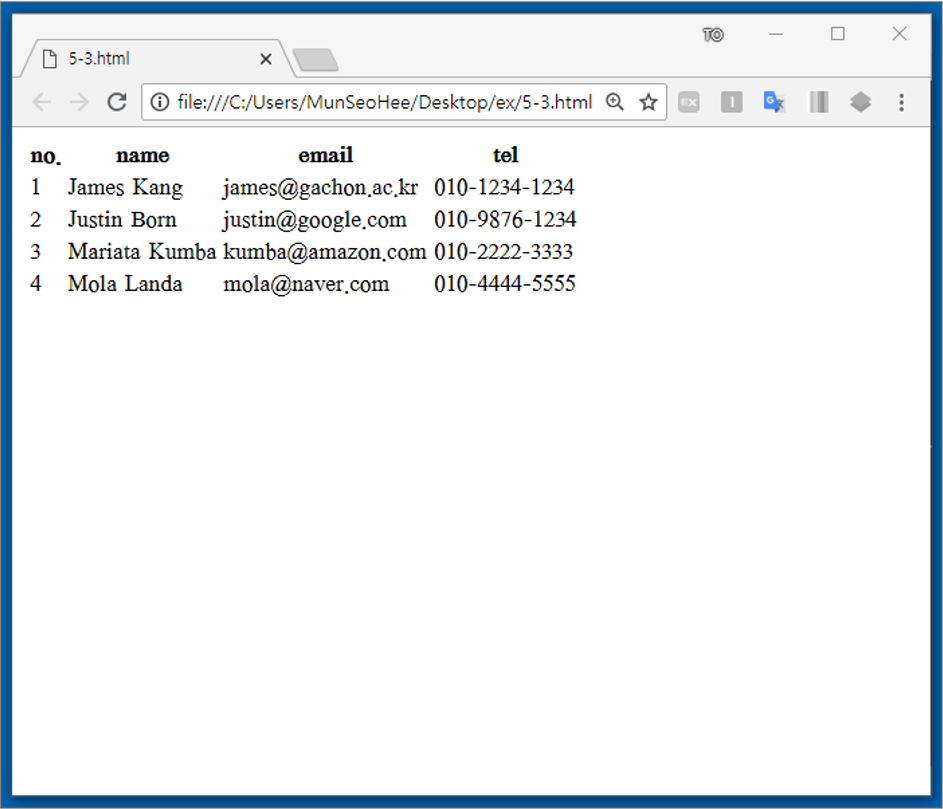 TO
5-3.html
file:///C:/Users/MunSeoHee/Desktop/ex/5-3.html EX I G
no. name email tel
1 James Kang james@gachon.ac.kr 010-1234-1234
2 Justin Born justin@google.com 010-9876-1234
3 Mariata Kumba kumba@amazon.com 010-2222-3333
4 Mola Landa mola@naver.com 010-4444-5555